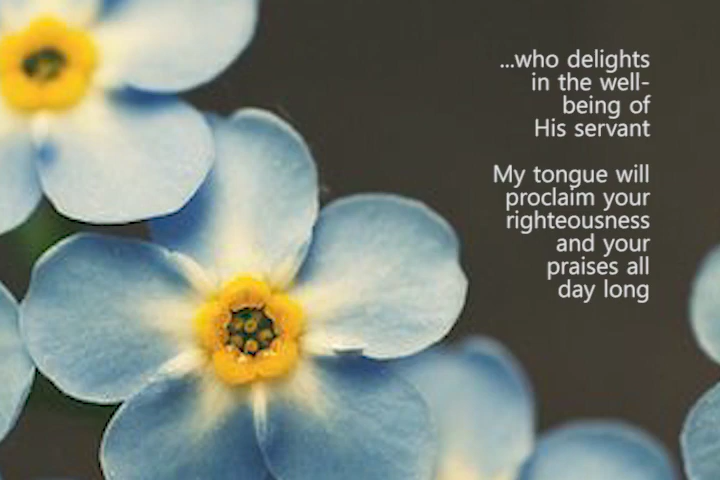 ...who delights
in the well-
being of
His servant
My tongue will
proclaim your
righteousness
and your
praises all
day long